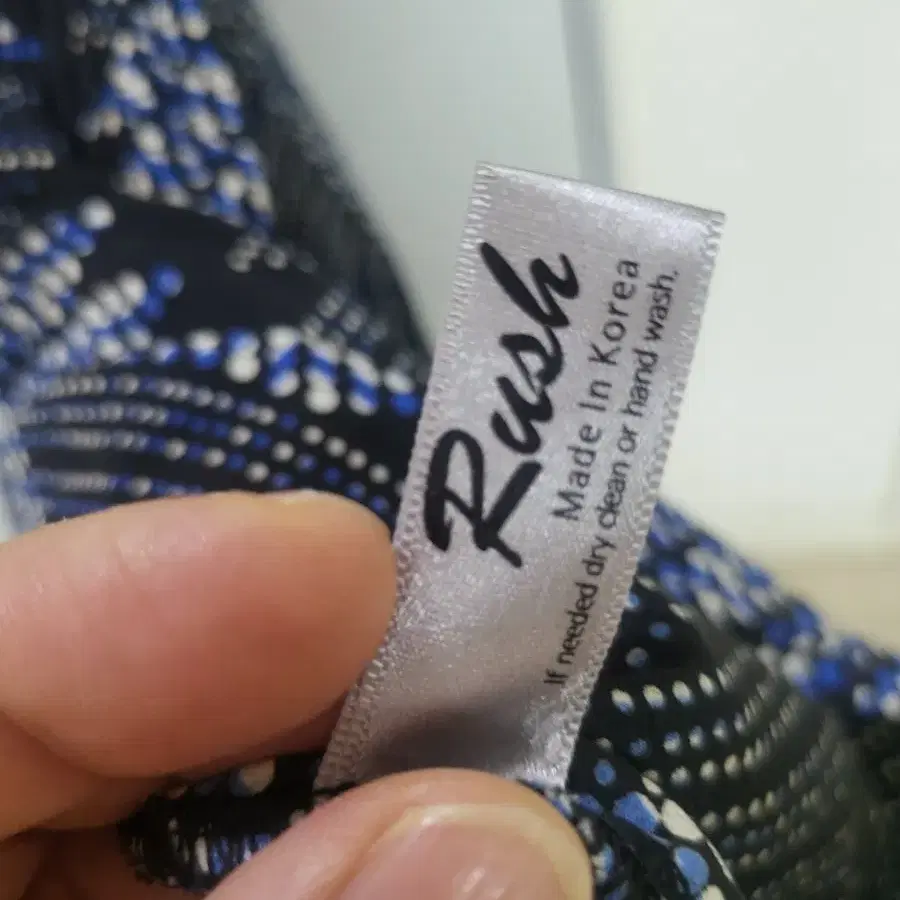 Rush
Made In Korea
If needed dry clean or hand wash.